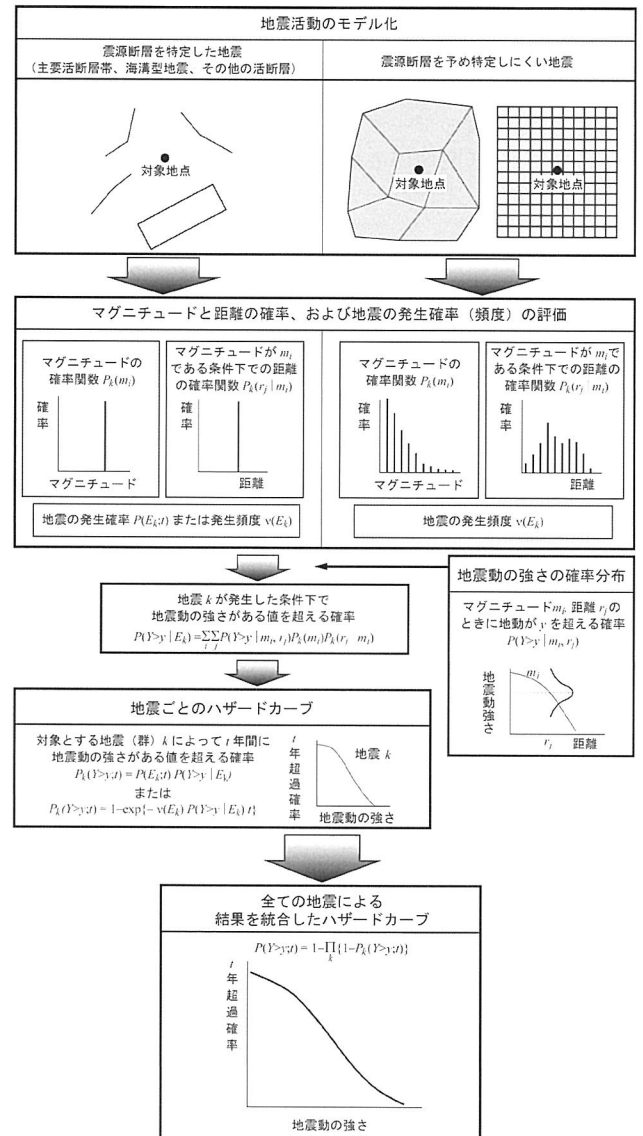 地震活動のモデル化
震源断層を特定した地震
(主要活断層帯、海溝型地震、その他の活断層)
対象地点
震源断層を予め特定しにくい地震
対象地点
対象地点
マグニチュードと距離の確率、および地震の発生確率（頻度）の評価
マグニチュードの
確率関数 Pk(mi)
確率
マグニチュード
マグニチュードが mi
である条件下での距離
の確率関数 Pk(rj | mi)
確率
距離
地震の発生確率 P(Ek;t) または発生頻度 ν(Ek)
マグニチュードの
確率関数 Pk(mi)
確率
マグニチュード
マグニチュードが miで
ある条件下での距離の
確率関数 Pk(rj | mi)
確率
距離
地震の発生頻度 ν(Ek)
地震動の強さの確率分布
マグニチュードmi, 距離 rjの
ときに地動が y を超える確率
P(Y>y | mi, rj)
地震動強さ
mi
rj
距離
地震 k が発生した条件下で
地震動の強さがある値を超える確率
P(Y>y | Ek) =ΣΣP(Y>y | mi, rj)Pk(mi)Pk(rj mi)
i j
地震ごとのハザードカーブ
対象とする地震（群）k によって t 年間に
地震動の強さがある値を超える確率
Pk(Y>y;t) = P(Ek;t) P(Y>y | Ek)
または
Pk(Y>y;t) = 1−exp{− ν(Ek) P(Y>y | Ek) t}
t年超過確率
地震 k
地震動の強さ
全ての地震による
結果を統合したハザードカーブ
P(Y>y;t) = 1−Π{1−Pk(Y>y;t)}
k
t年超過確率
地震動の強さ